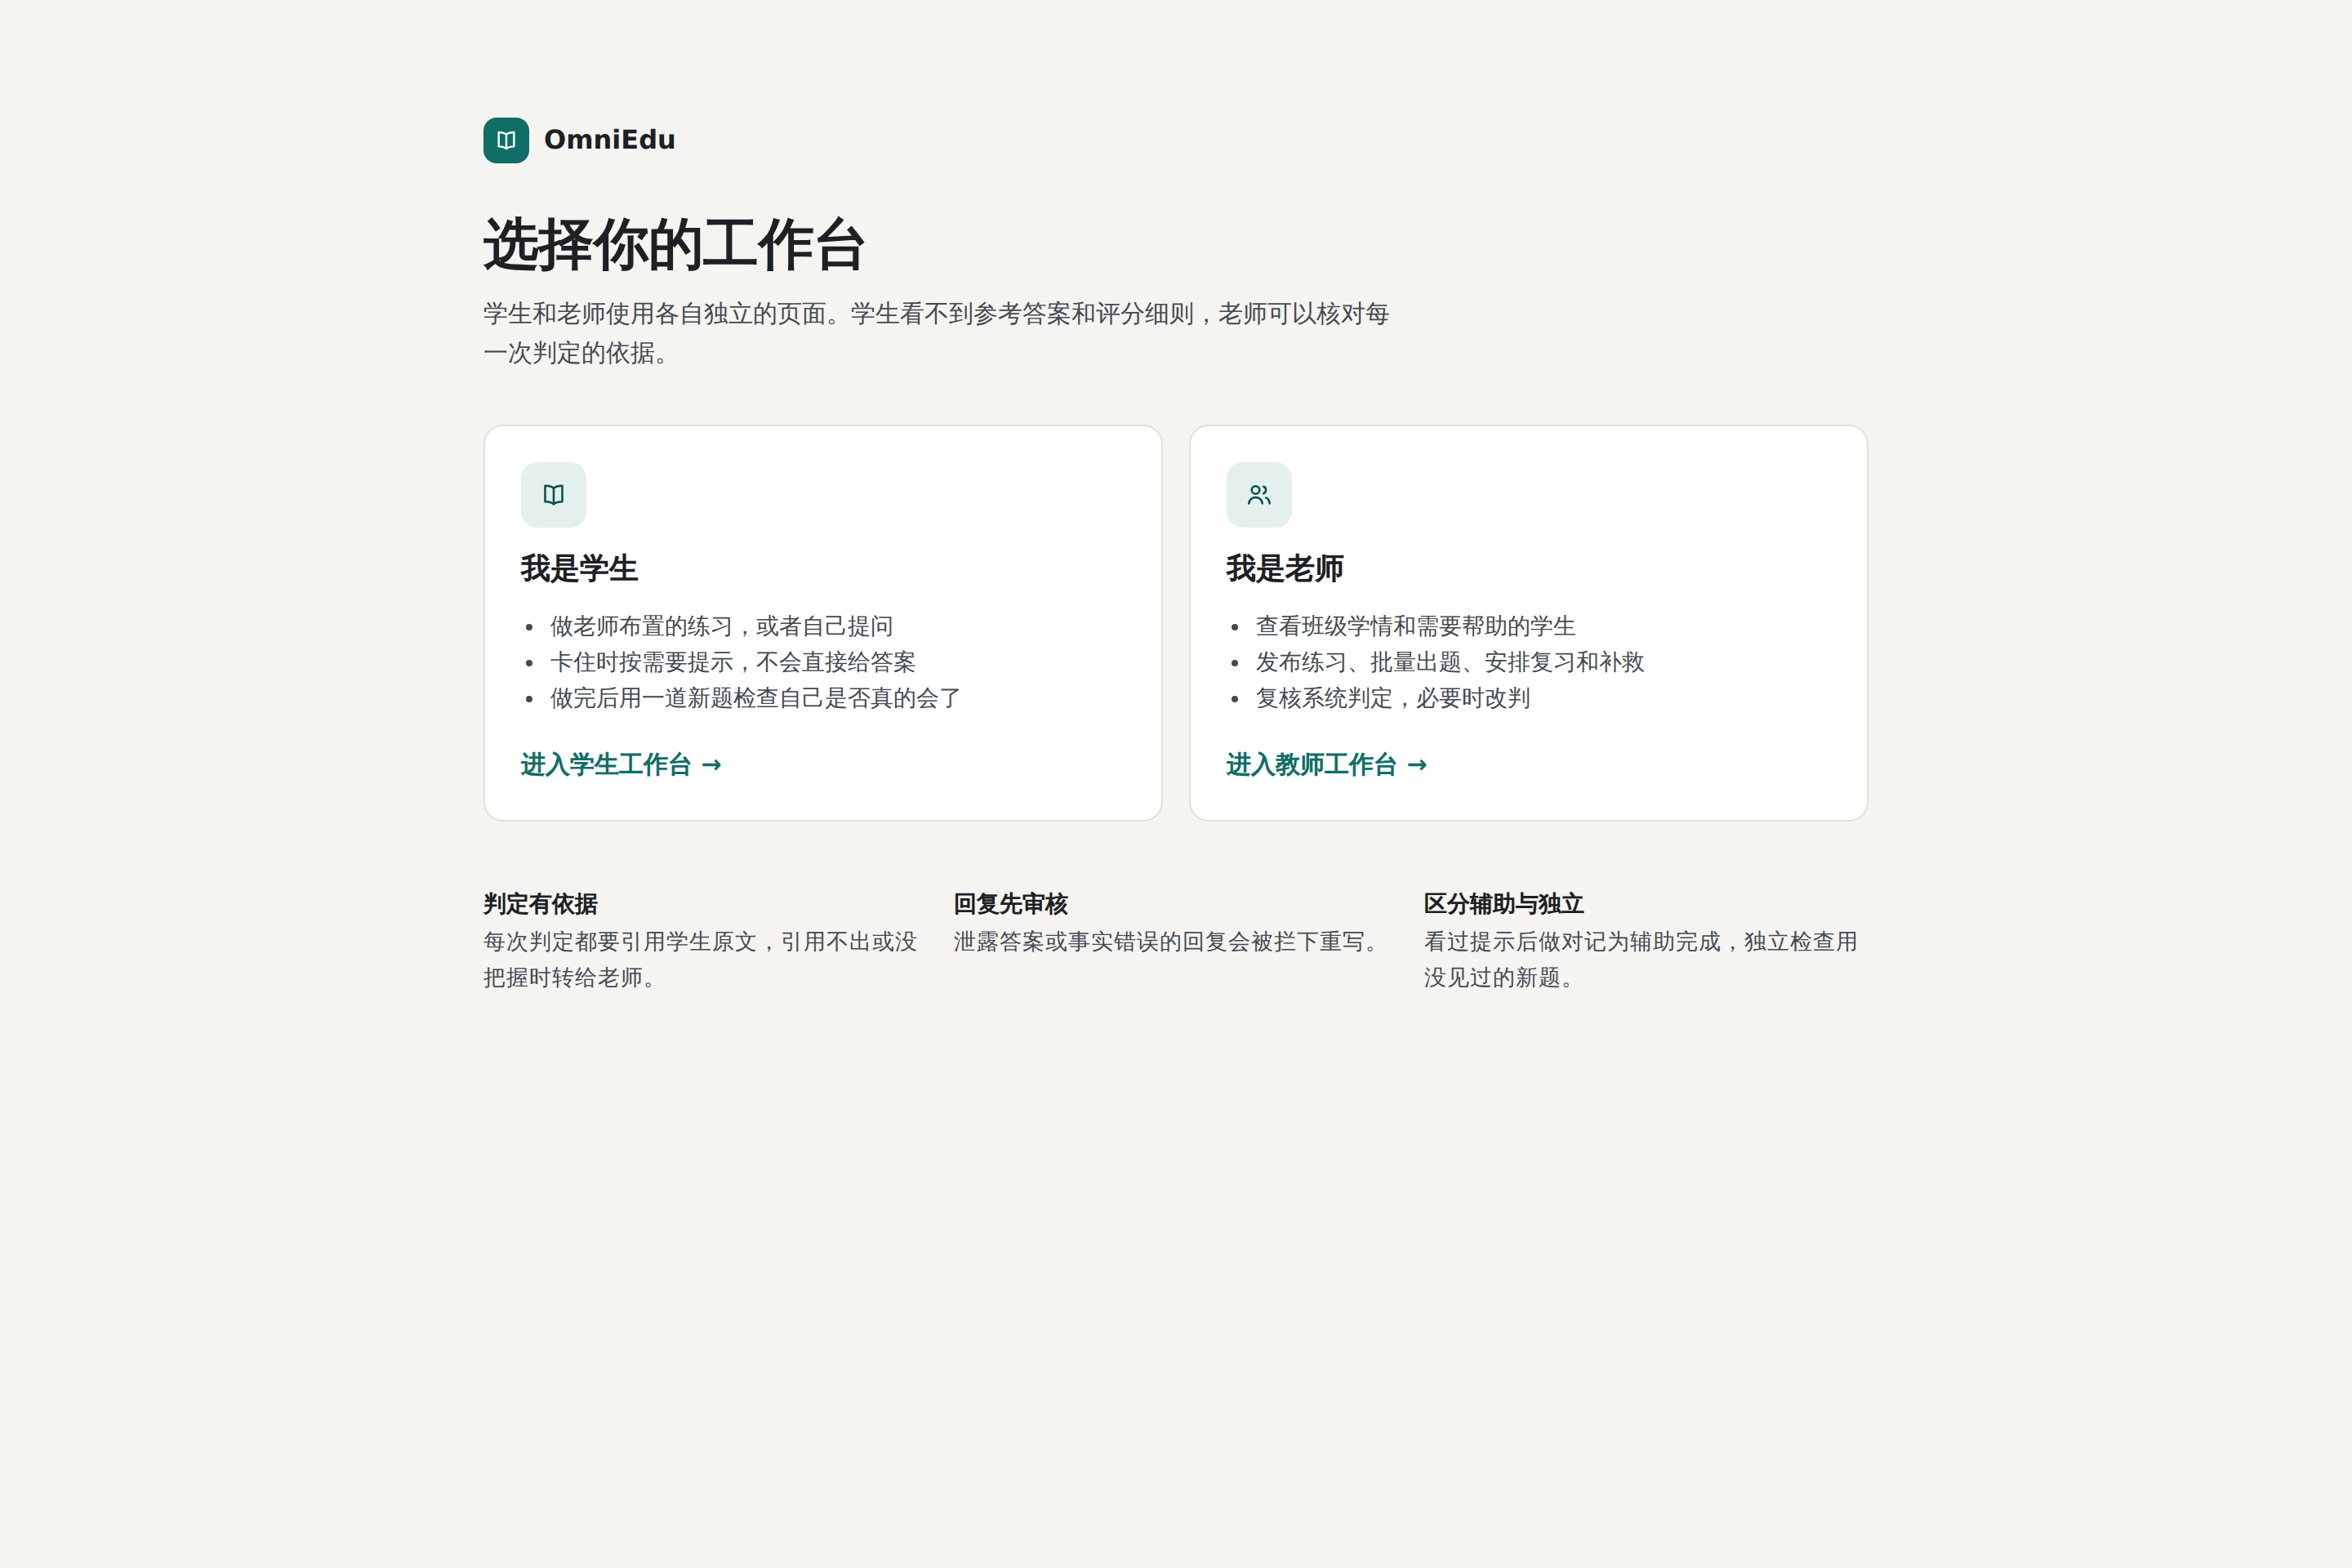 OmniEdu
选择你的工作台
学生和老师使用各自独立的页面。学生看不到参考答案和评分细则，老师可以核对每
一次判定的依据。
我是学生
做老师布置的练习，或者自己提问
卡住时按需要提示，不会直接给答案
做完后用一道新题检查自己是否真的会了
进入学生工作台 →
我是老师
查看班级学情和需要帮助的学生
发布练习、批量出题、安排复习和补救
复核系统判定，必要时改判
进入教师工作台 →
判定有依据
每次判定都要引用学生原文，引用不出或没
把握时转给老师。
回复先审核
泄露答案或事实错误的回复会被拦下重写。
区分辅助与独立
看过提示后做对记为辅助完成，独立检查用
没见过的新题。